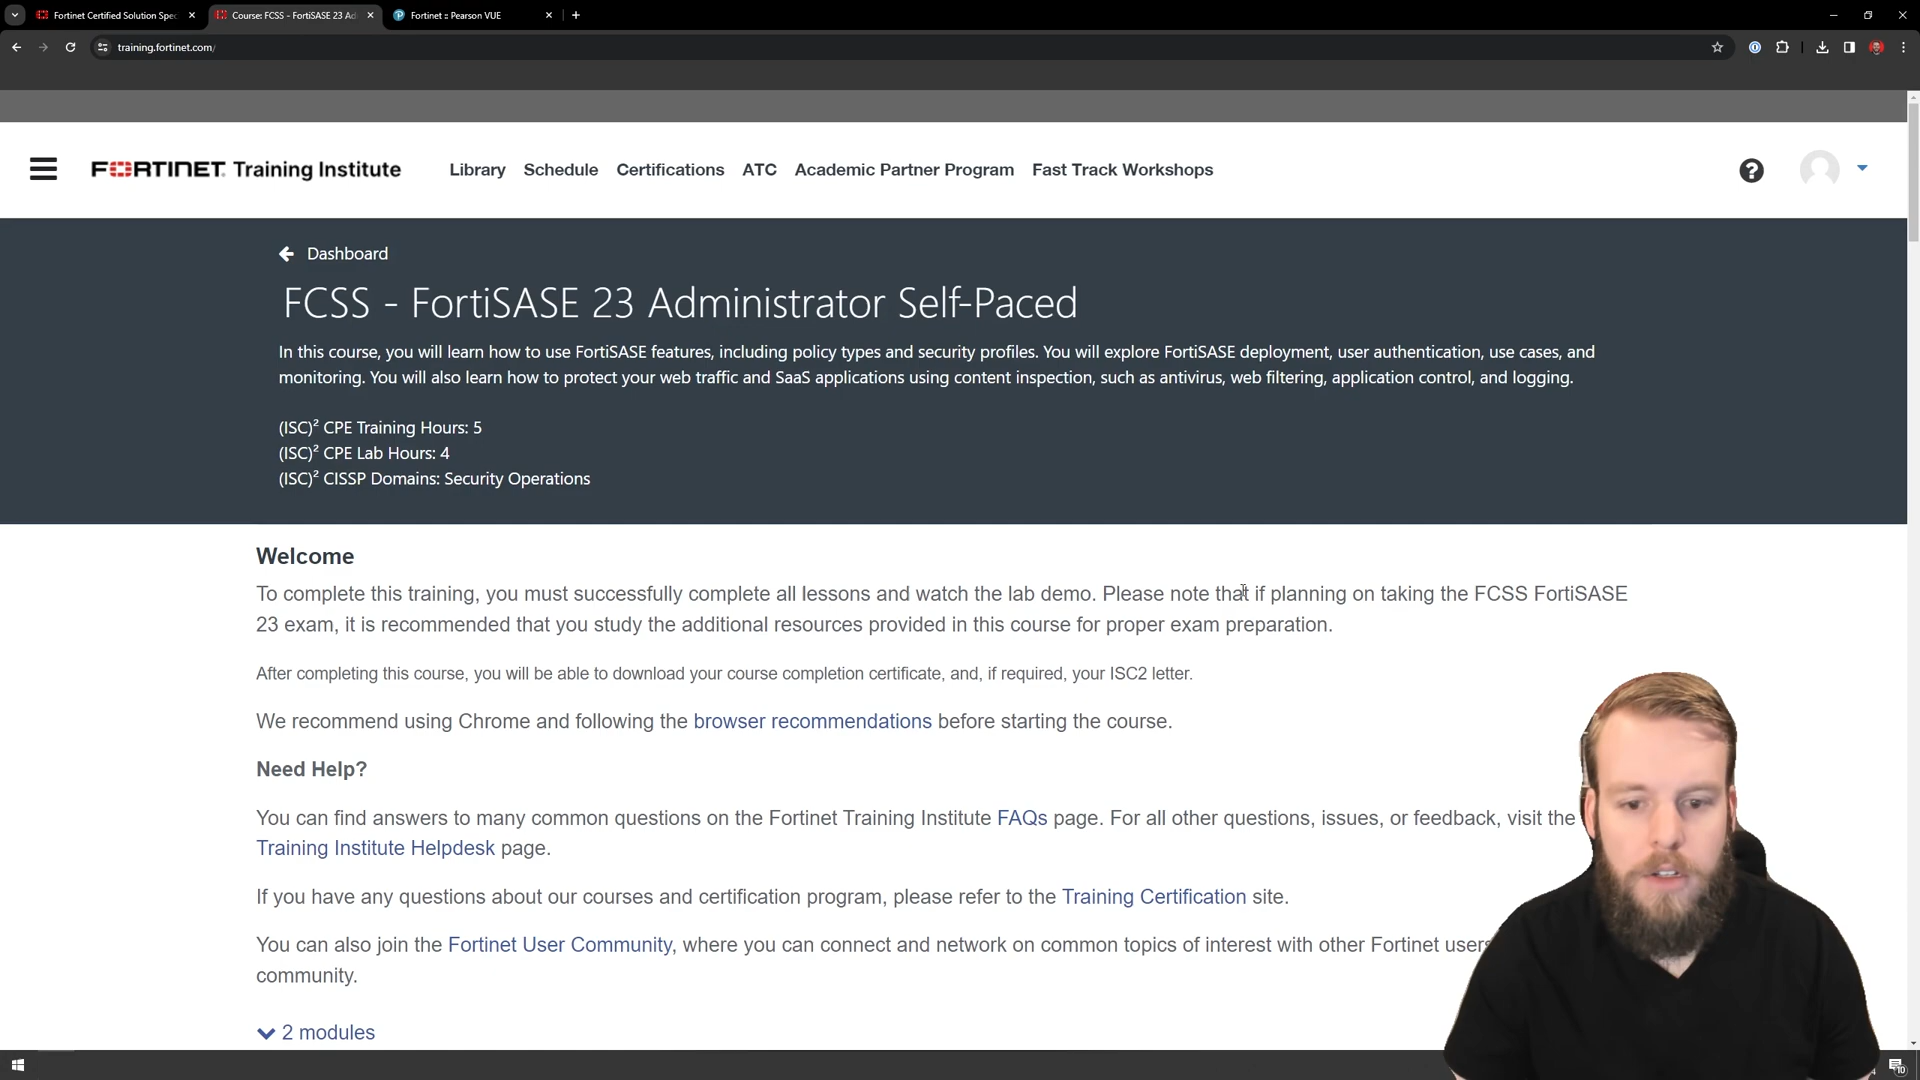 Fortinet Certified Solution Spec
Course: FCSS - FortiSASE 23 Ad
Fortinet :: Pearson VUE
training.fortinet.com/
FORTINET Training Institute
Library Schedule Certifications ATC Academic Partner Program Fast Track Workshops
Dashboard
FCSS - FortiSASE 23 Administrator Self-Paced
In this course, you will learn how to use FortiSASE features, including policy types and security profiles. You will explore FortiSASE deployment, user authentication, use cases, and
monitoring. You will also learn how to protect your web traffic and SaaS applications using content inspection, such as antivirus, web filtering, application control, and logging.
(ISC)² CPE Training Hours: 5
(ISC)² CPE Lab Hours: 4
(ISC)² CISSP Domains: Security Operations
Welcome
To complete this training, you must successfully complete all lessons and watch the lab demo. Please note that if planning on taking the FCSS FortiSASE
23 exam, it is recommended that you study the additional resources provided in this course for proper exam preparation.
After completing this course, you will be able to download your course completion certificate, and, if required, your ISC2 letter.
We recommend using Chrome and following the browser recommendations before starting the course.
Need Help?
You can find answers to many common questions on the Fortinet Training Institute FAQs page. For all other questions, issues, or feedback, visit the
Training Institute Helpdesk page.
If you have any questions about our courses and certification program, please refer to the Training Certification site.
You can also join the Fortinet User Community, where you can connect and network on common topics of interest with other Fortinet users
community.
2 modules